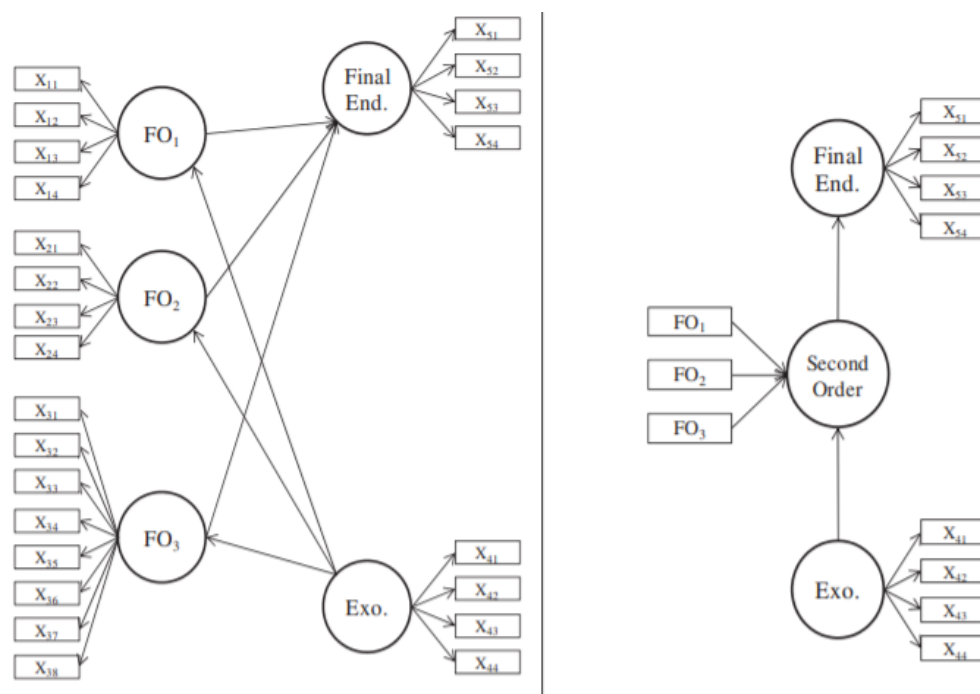 X11
X12
X13
X14
FO1
X21
X22
X23
X24
FO2
X31
X32
X33
X34
X35
X36
X37
X38
FO3
Final
End.
X51
X52
X53
X54
Exo.
X41
X42
X43
X44
Final
End.
X51
X52
X53
X54
FO1
FO2
FO3
Second
Order
Exo.
X41
X42
X43
X44